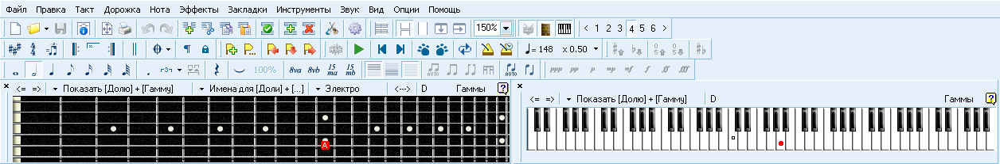 Файл Правка Такт Дорожка Нота Эффекты Закладки Инструменты Звук Вид Опции Помощь
150% < 1 2 3 4 5 6 >
= 148 x 0.50
100% 8va 8vb 15 ma 15 mb AUTO AUTO ppp pp p mp mf f ff fff
<= => Показать [Долю] + [Гамму] Имена для [Доли] + [...] Электро <---> D Гаммы ?
<= => Показать [Долю] + [Гамму] D Гаммы ?
A